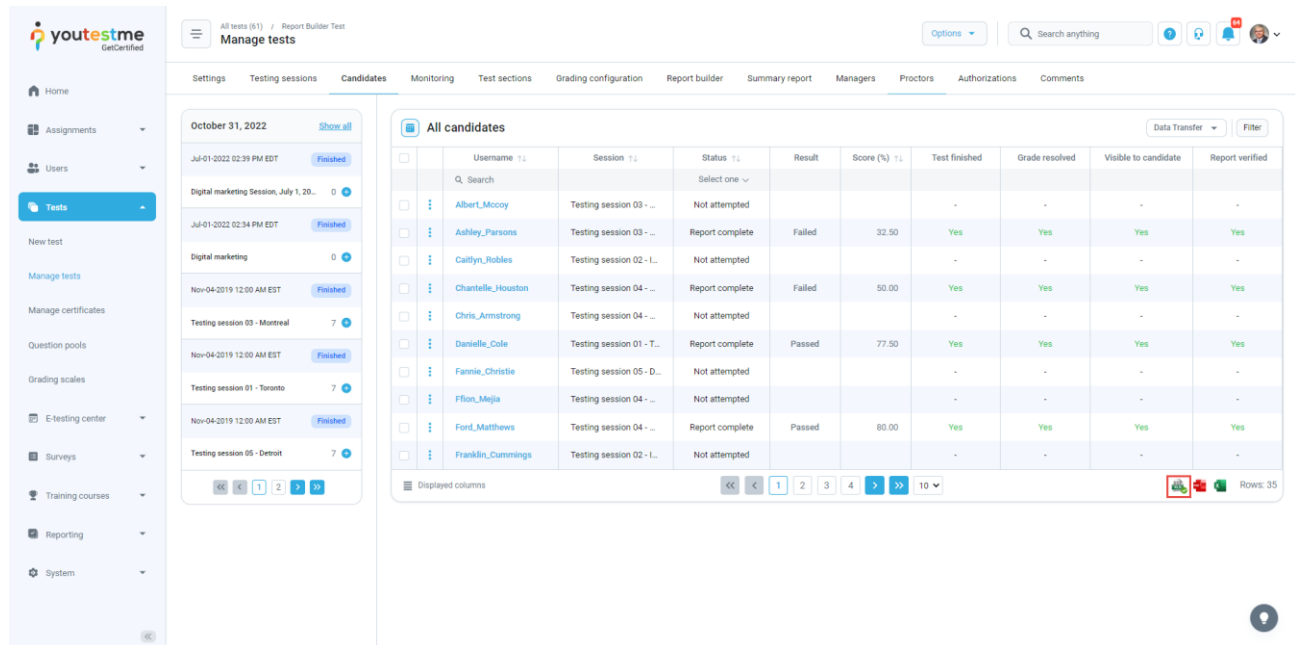 youtestme
GetCertified
All tests (61) / Report Builder Test
Manage tests
Options
Search anything
64
Home
Assignments
Users
Tests
New test
Manage tests
Manage certificates
Question pools
Grading scales
E-testing center
Surveys
Training courses
Reporting
System
Settings Testing sessions Candidates Monitoring Test sections Grading configuration Report builder Summary report Managers Proctors Authorizations Comments
October 31, 2022 Show all
Jul-01-2022 02:39 PM EDT Finished
Digital marketing Session, July 1, 20... 0
Jul-01-2022 02:34 PM EDT Finished
Digital marketing 0
Nov-04-2019 12:00 AM EST Finished
Testing session 03 - Montreal 7
Nov-04-2019 12:00 AM EST Finished
Testing session 01 - Toronto 7
Nov-04-2019 12:00 AM EST Finished
Testing session 05 - Detroit 7
1 2
All candidates Data Transfer Filter
Username Session Status Result Score (%) Test finished Grade resolved Visible to candidate Report verified
Search Select one
Albert_Mccoy Testing session 03 - ... Not attempted - - - -
Ashley_Parsons Testing session 03 - ... Report complete Failed 32.50 Yes Yes Yes Yes
Caitlyn_Robles Testing session 02 - I... Not attempted - - - -
Chantelle_Houston Testing session 04 - ... Report complete Failed 50.00 Yes Yes Yes Yes
Chris_Armstrong Testing session 04 - ... Not attempted - - - -
Danielle_Cole Testing session 01 - T... Report complete Passed 77.50 Yes Yes Yes Yes
Fannie_Christie Testing session 05 - D... Not attempted - - - -
Ffion_Mejia Testing session 04 - ... Not attempted - - - -
Ford_Matthews Testing session 04 - ... Report complete Passed 80.00 Yes Yes Yes Yes
Franklin_Cummings Testing session 02 - I... Not attempted - - - -
Displayed columns 1 2 3 4 10 Rows: 35